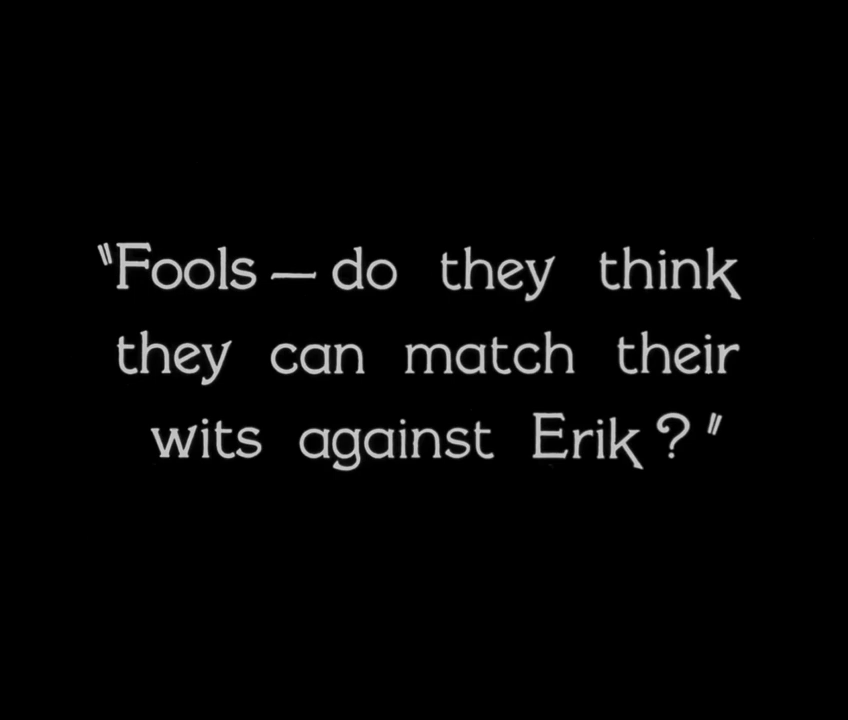 "Fools — do they think
they can match their
wits against Erik?"